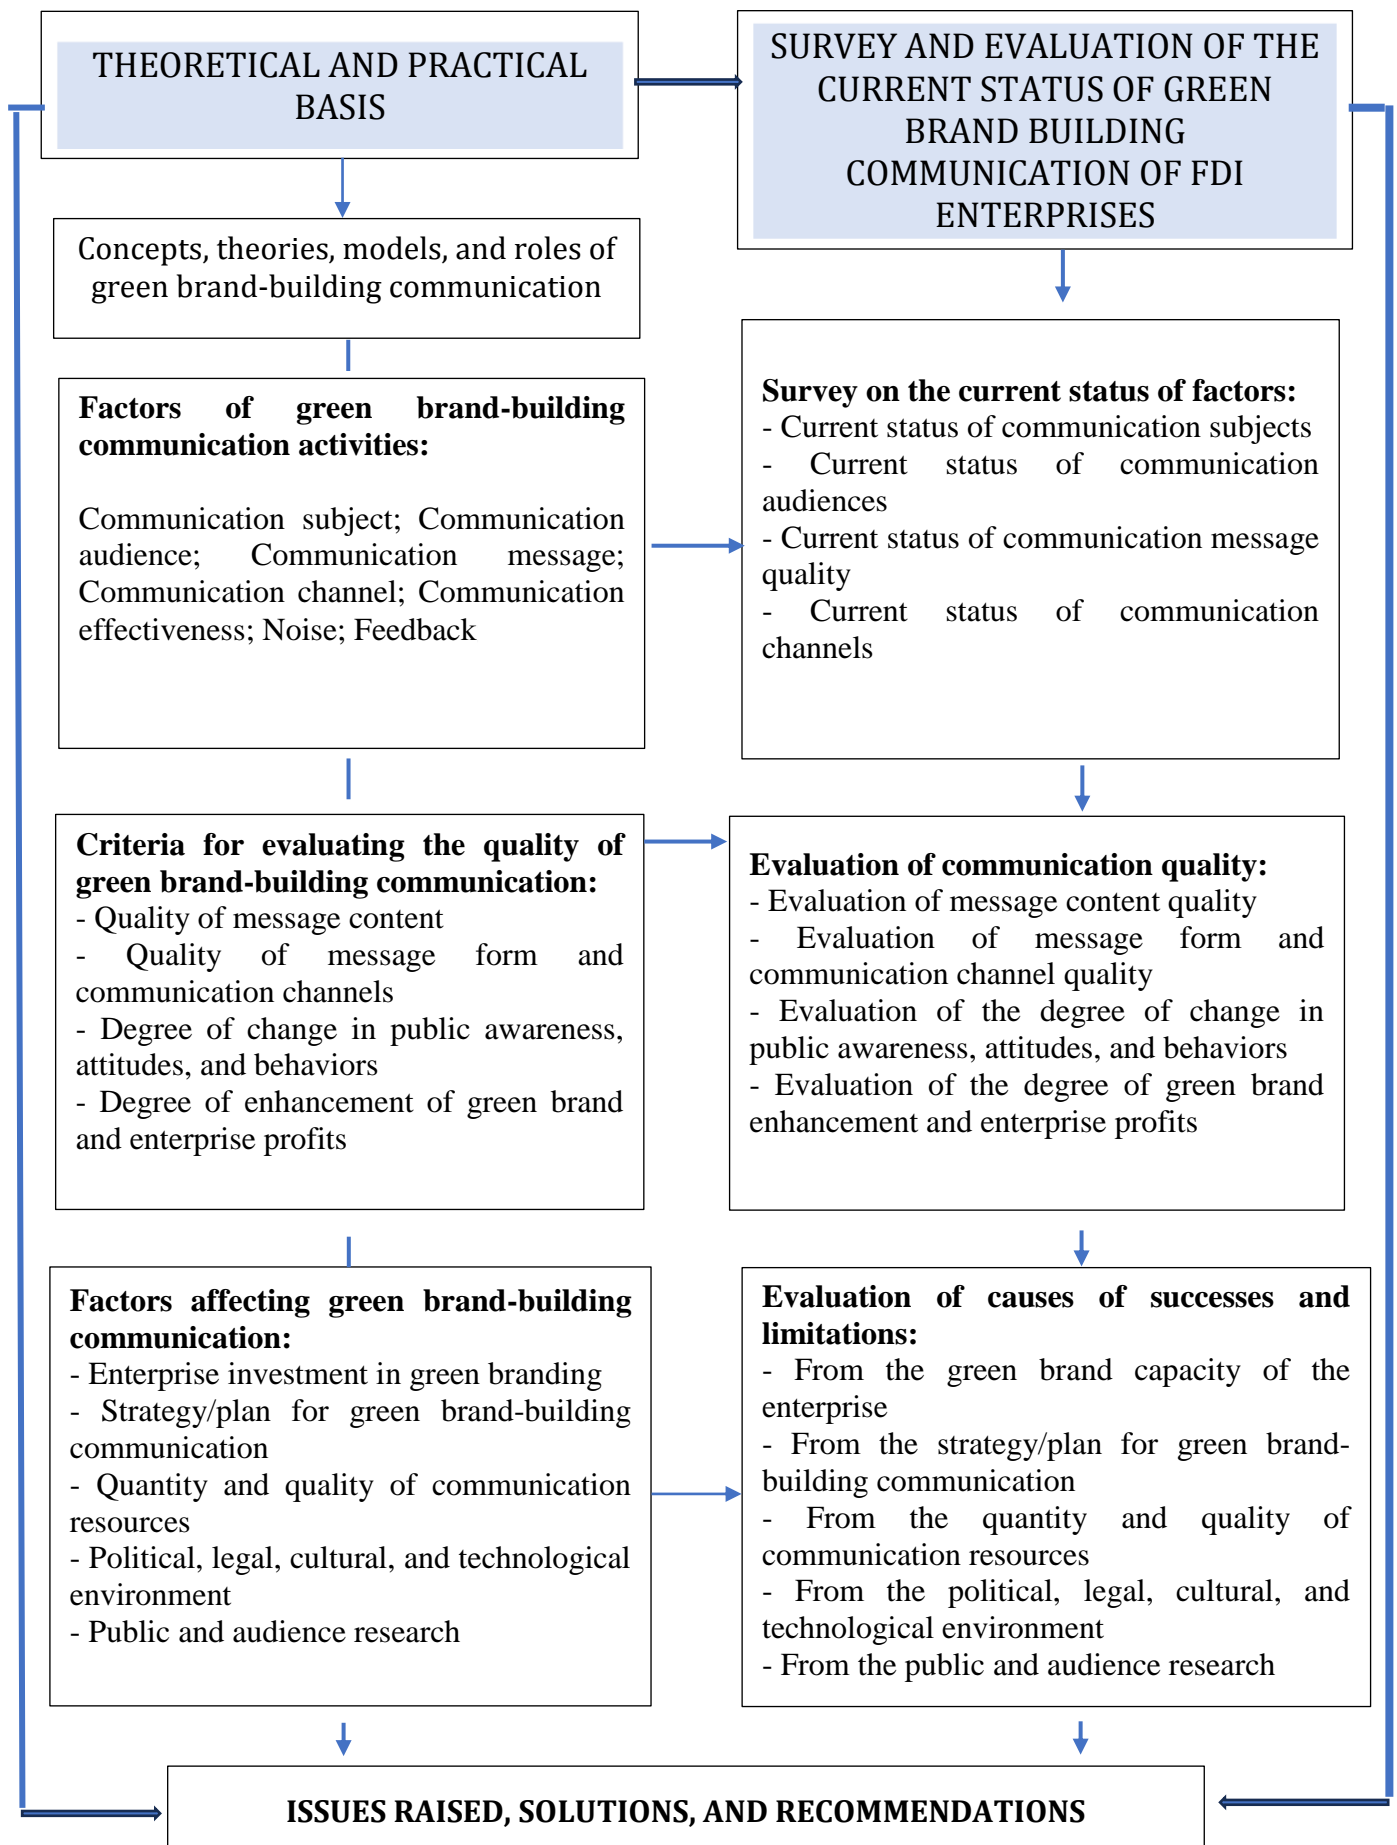 THEORETICAL AND PRACTICAL
BASIS
SURVEY AND EVALUATION OF THE
CURRENT STATUS OF GREEN
BRAND BUILDING
COMMUNICATION OF FDI
ENTERPRISES
Concepts, theories, models, and roles of
green brand-building communication
Factors of green brand-building
communication activities:
Communication subject; Communication
audience; Communication message;
Communication channel; Communication
effectiveness; Noise; Feedback
Survey on the current status of factors:
- Current status of communication subjects
- Current status of communication
audiences
- Current status of communication message
quality
- Current status of communication
channels
Criteria for evaluating the quality of
green brand-building communication:
- Quality of message content
- Quality of message form and
communication channels
- Degree of change in public awareness,
attitudes, and behaviors
- Degree of enhancement of green brand
and enterprise profits
Evaluation of communication quality:
- Evaluation of message content quality
- Evaluation of message form and
communication channel quality
- Evaluation of the degree of change in
public awareness, attitudes, and behaviors
- Evaluation of the degree of green brand
enhancement and enterprise profits
Factors affecting green brand-building
communication:
- Enterprise investment in green branding
- Strategy/plan for green brand-building
communication
- Quantity and quality of communication
resources
- Political, legal, cultural, and technological
environment
- Public and audience research
Evaluation of causes of successes and
limitations:
- From the green brand capacity of the
enterprise
- From the strategy/plan for green brand-
building communication
- From the quantity and quality of
communication resources
- From the political, legal, cultural, and
technological environment
- From the public and audience research
ISSUES RAISED, SOLUTIONS, AND RECOMMENDATIONS